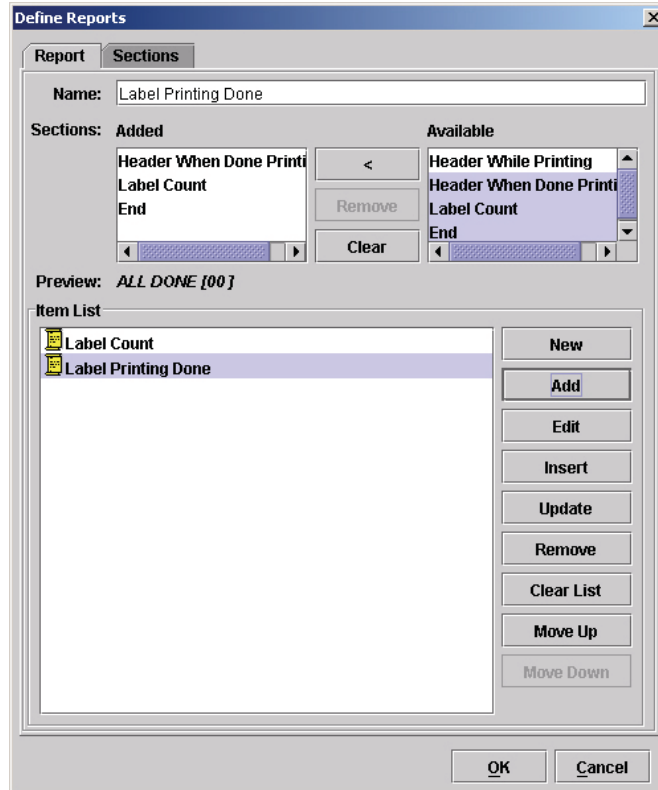 Define Reports
Report Sections
Name: Label Printing Done
Sections: Added Available
Header When Done Printi < Header While Printing
Label Count Remove Header When Done Printi
End Clear Label Count
End
Preview: ALL DONE [00 ]
Item List
Label Count New
Label Printing Done Add
Edit
Insert
Update
Remove
Clear List
Move Up
Move Down
OK Cancel